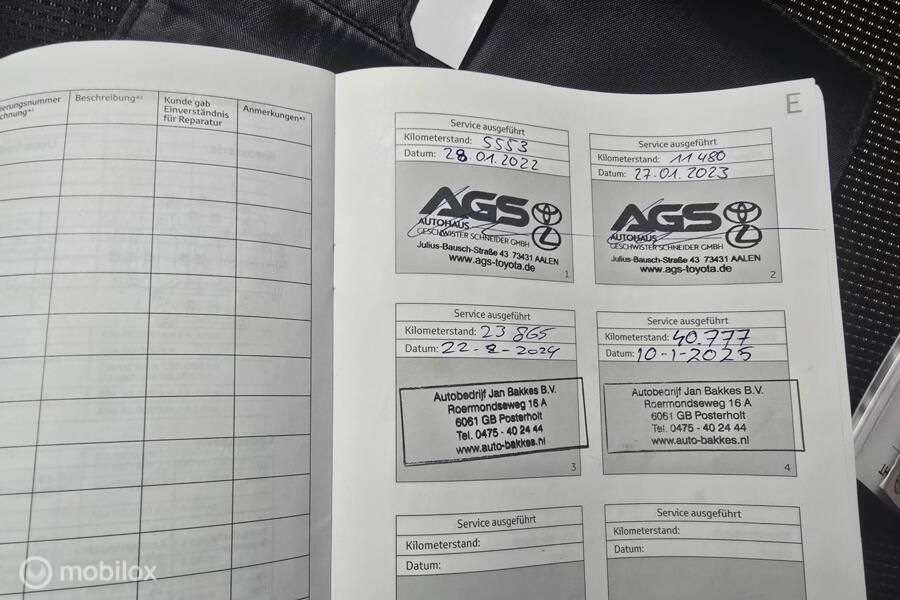 ierungsnummer
chnung*⁾
Beschreibung*⁾
Kunde gab
Einverständnis
für Reparatur
Anmerkungen*⁾
E
Service ausgeführt
Kilometerstand: 5553
Datum: 28.01.2022
AGS
AUTOHAUS
GESCHWISTER SCHNEIDER GMBH
Julius-Bausch-Straße 43 73431 AALEN
www.ags-toyota.de
1
Service ausgeführt
Kilometerstand: 11480
Datum: 27.01.2023
AGS
AUTOHAUS
GESCHWISTER SCHNEIDER GMBH
Julius-Bausch-Straße 43 73431 AALEN
www.ags-toyota.de
2
Service ausgeführt
Kilometerstand: 23865
Datum: 22-2-2024
Autobedrijf Jan Bakkes B.V.
Roermondseweg 16 A
6061 GB Posterholt
Tel. 0475 - 40 24 44
www.auto-bakkes.nl
3
Service ausgeführt
Kilometerstand: 40.777
Datum: 10-1-2025
Autobedrijf Jan Bakkes B.V.
Roermondseweg 16 A
6061 GB Posterholt
Tel. 0475 - 40 24 44
www.auto-bakkes.nl
4
Service ausgeführt
Kilometerstand:
Datum:
Service ausgeführt
Kilometerstand:
Datum:
mobilox